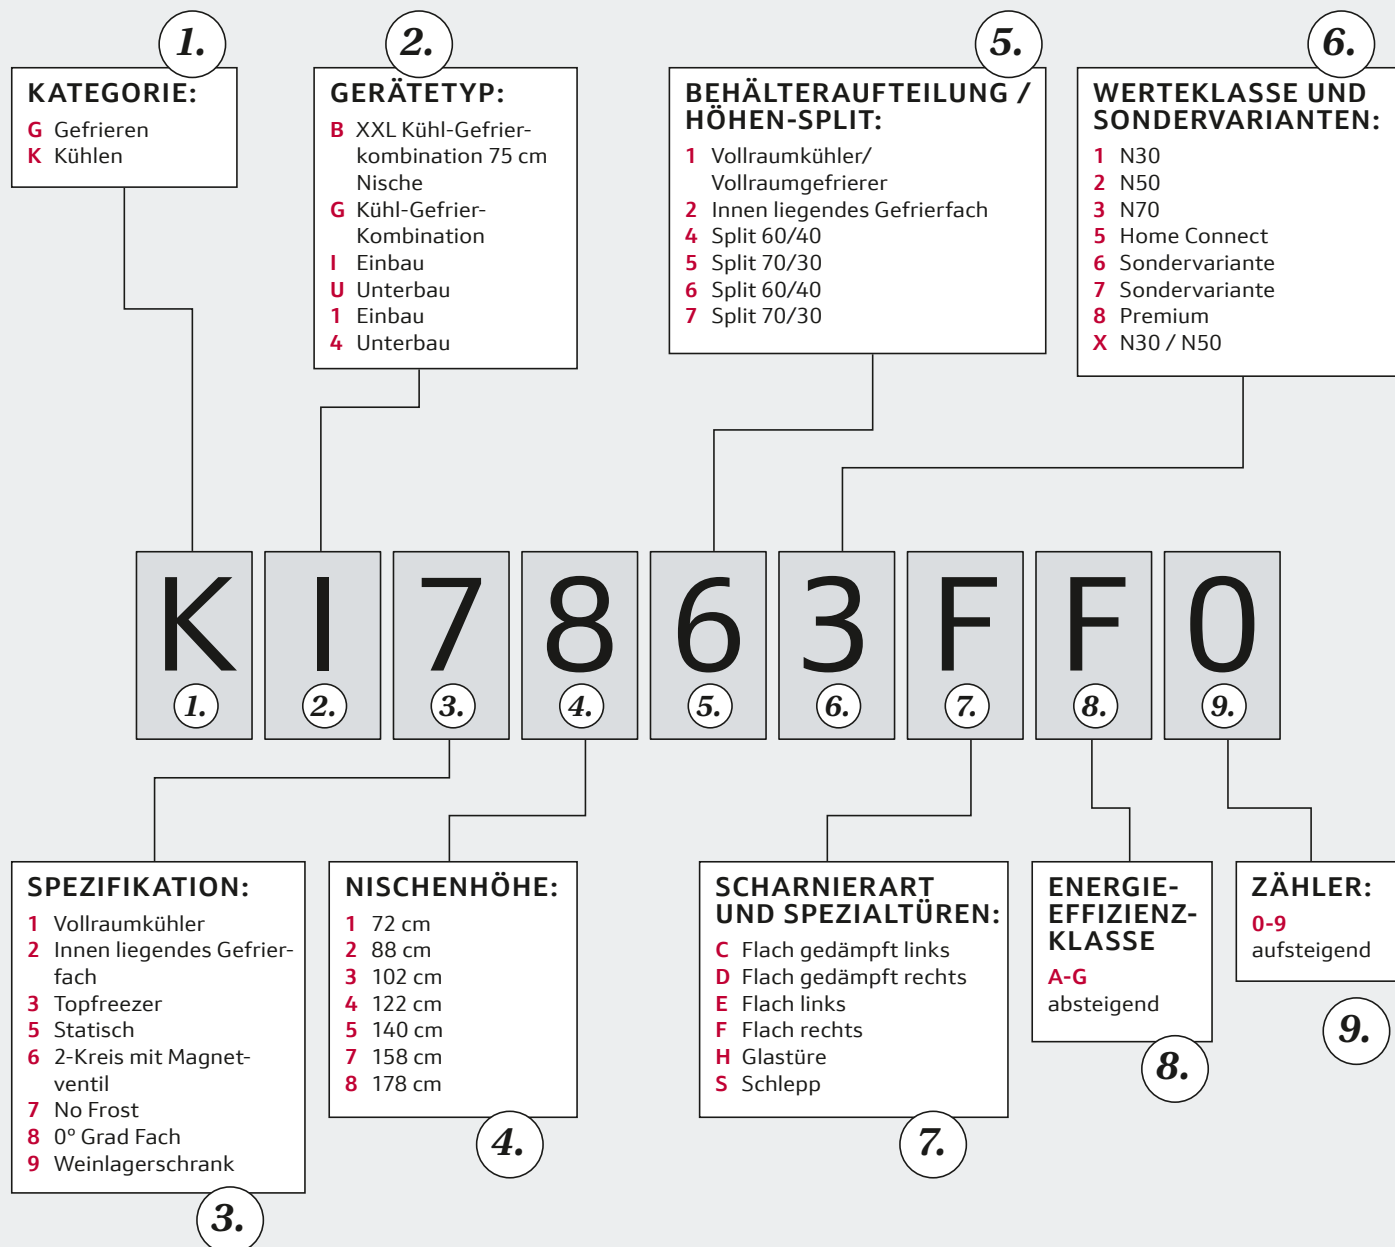 1.
KATEGORIE:
G Gefrieren
K Kühlen
2.
GERÄTETYP:
B XXL Kühl-Gefrier-
kombination 75 cm
Nische
G Kühl-Gefrier-
Kombination
I Einbau
U Unterbau
1 Einbau
4 Unterbau
5.
BEHÄLTERAUFTEILUNG /
HÖHEN-SPLIT:
1 Vollraumkühler/
Vollraumgefrierer
2 Innen liegendes Gefrierfach
4 Split 60/40
5 Split 70/30
6 Split 60/40
7 Split 70/30
6.
WERTEKLASSE UND
SONDERVARIANTEN:
1 N30
2 N50
3 N70
5 Home Connect
6 Sondervariante
7 Sondervariante
8 Premium
X N30 / N50
K I 7 8 6 3 F F 0
1. 2. 3. 4. 5. 6. 7. 8. 9.
SPEZIFIKATION:
1 Vollraumkühler
2 Innen liegendes Gefrier-
fach
3 Topfreezer
5 Statisch
6 2-Kreis mit Magnet-
ventil
7 No Frost
8 0° Grad Fach
9 Weinlagerschrank
3.
NISCHENHÖHE:
1 72 cm
2 88 cm
3 102 cm
4 122 cm
5 140 cm
7 158 cm
8 178 cm
4.
SCHARNIERART
UND SPEZIALTÜREN:
C Flach gedämpft links
D Flach gedämpft rechts
E Flach links
F Flach rechts
H Glastüre
S Schlepp
7.
ENERGIE-
EFFIZIENZ-
KLASSE
A-G
absteigend
8.
ZÄHLER:
0-9
aufsteigend
9.